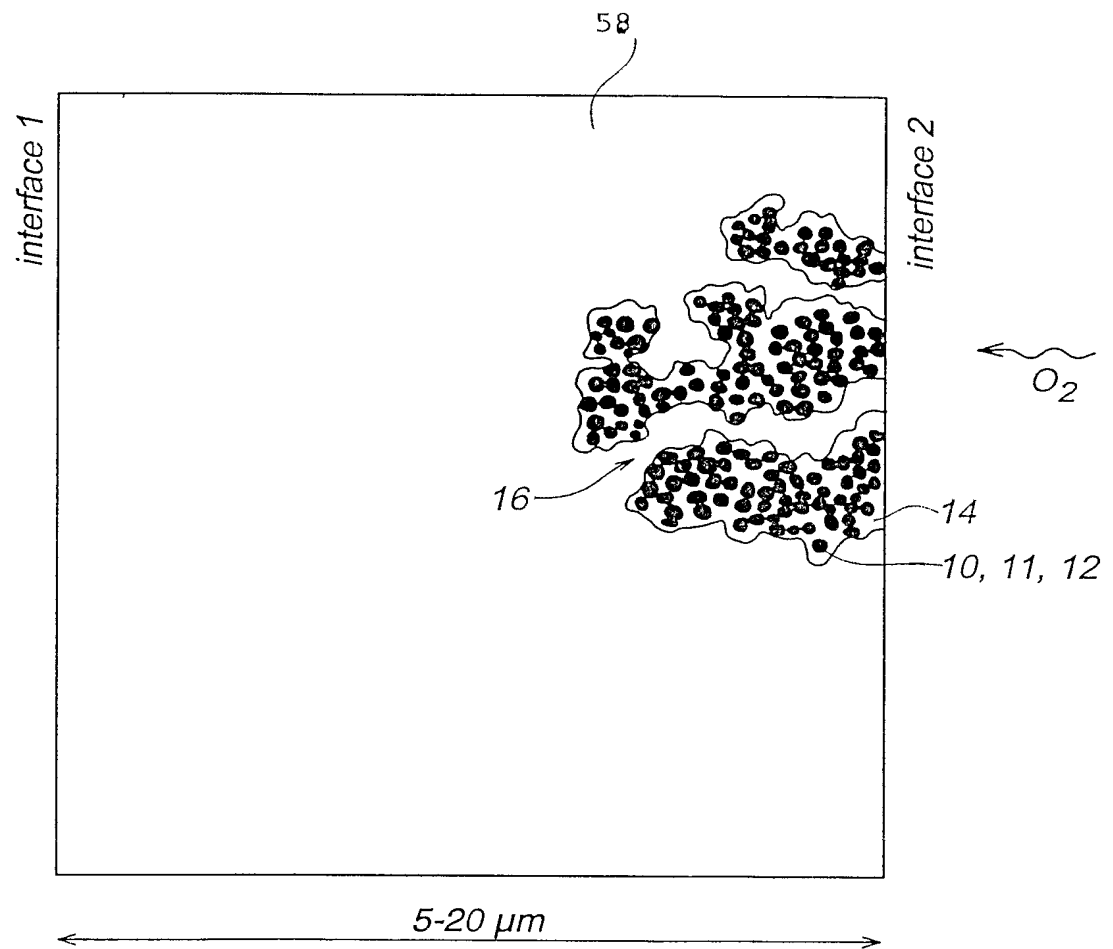 58
interface 1
interface 2
O2
16
14
10, 11, 12
5-20 µm